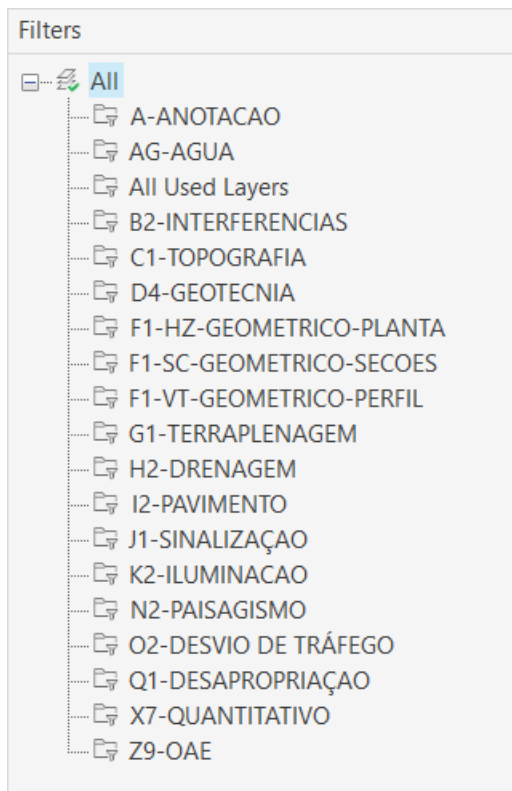 Filters
All
A-ANOTACAO
AG-AGUA
All Used Layers
B2-INTERFERENCIAS
C1-TOPOGRAFIA
D4-GEOTECNIA
F1-HZ-GEOMETRICO-PLANTA
F1-SC-GEOMETRICO-SECOES
F1-VT-GEOMETRICO-PERFIL
G1-TERRAPLENAGEM
H2-DRENAGEM
I2-PAVIMENTO
J1-SINALIZAÇAO
K2-ILUMINACAO
N2-PAISAGISMO
O2-DESVIO DE TRÁFEGO
Q1-DESAPROPRIAÇAO
X7-QUANTITATIVO
Z9-OAE